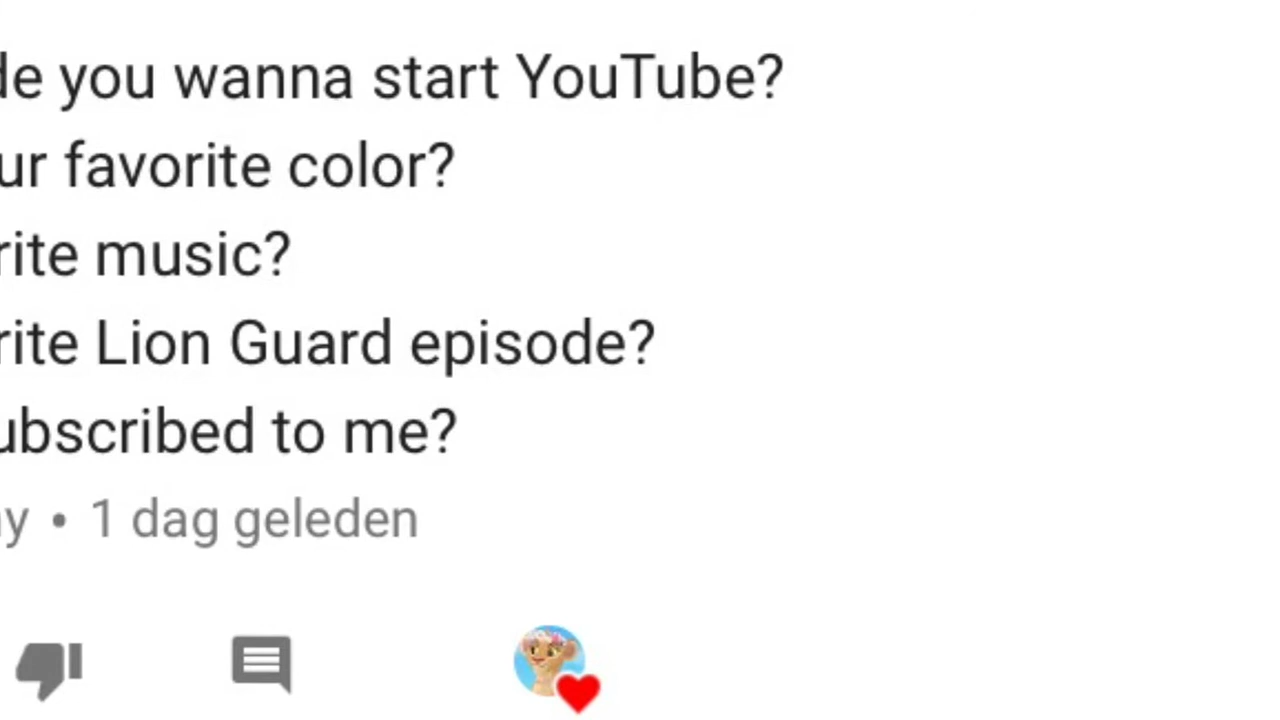 de you wanna start YouTube?
ur favorite color?
rite music?
rite Lion Guard episode?
ubscribed to me?
y • 1 dag geleden